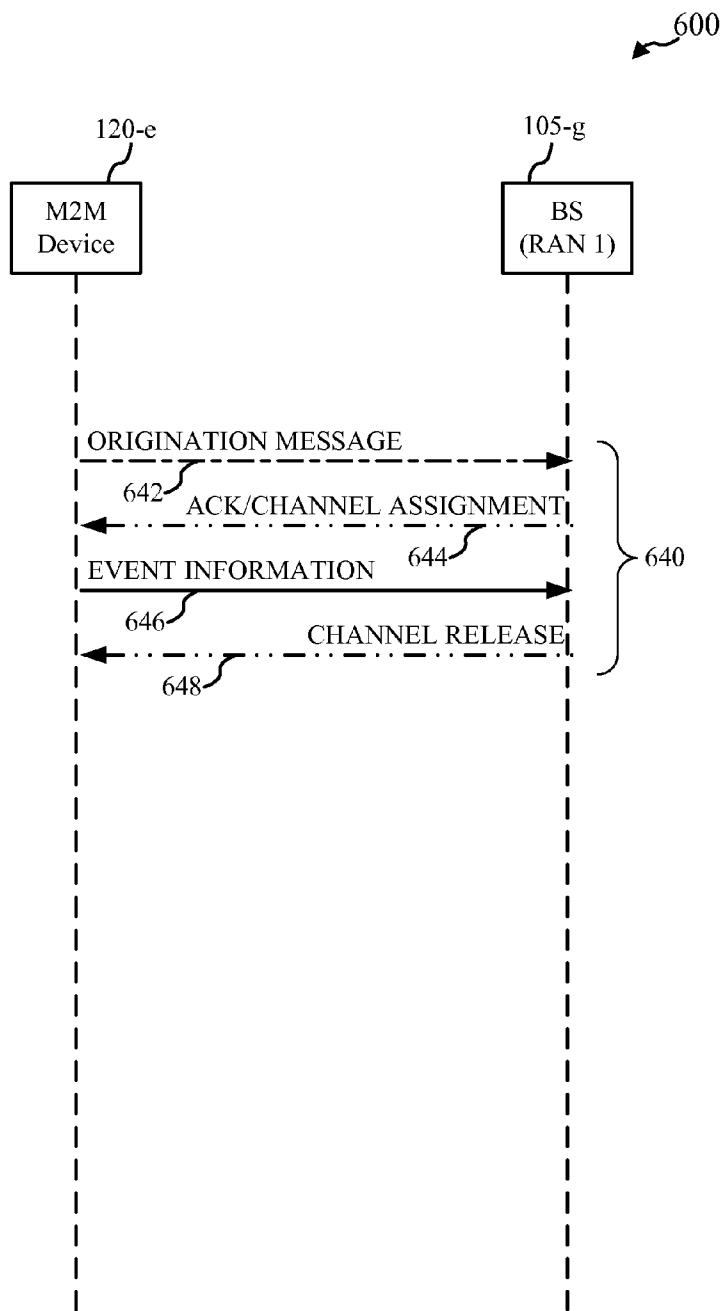 600
120-e
105-g
M2M
Device
BS
(RAN 1)
ORIGINATION MESSAGE
642
ACK/CHANNEL ASSIGNMENT
644
640
EVENT INFORMATION
646
CHANNEL RELEASE
648